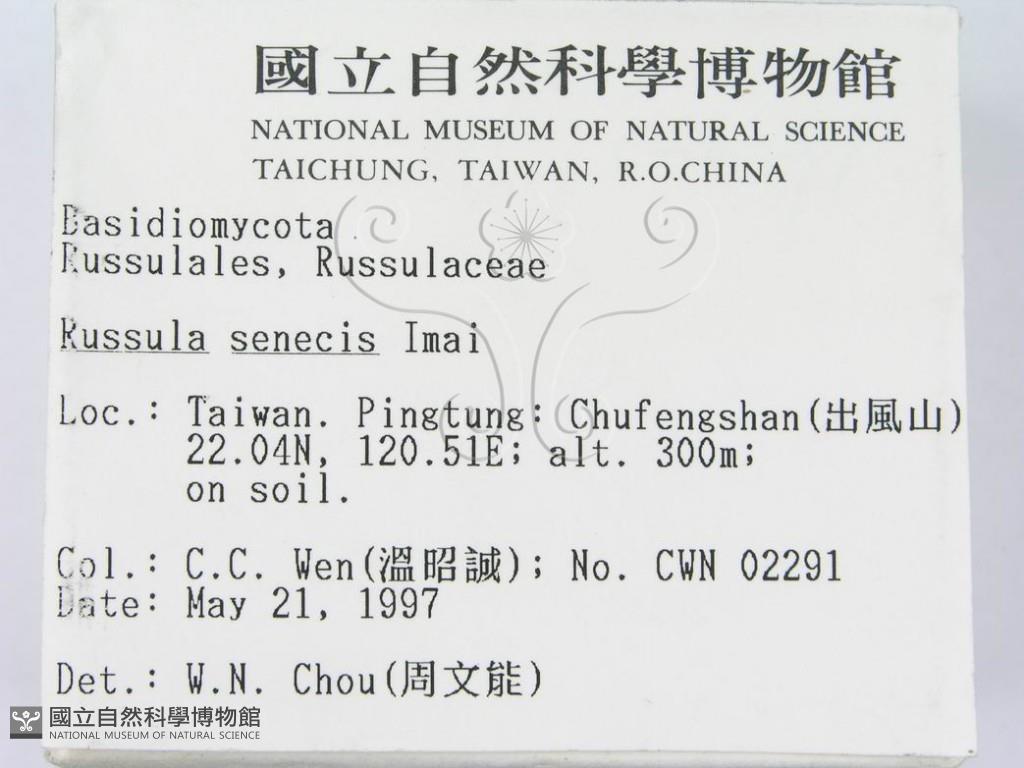 國立自然科學博物館
NATIONAL MUSEUM OF NATURAL SCIENCE
TAICHUNG, TAIWAN, R.O.CHINA
Basidiomycota
Russulales, Russulaceae
Russula senecis Imai
Loc.: Taiwan. Pingtung: Chufengshan(出風山)
22.04N, 120.51E; alt. 300m;
on soil.
Col.: C.C. Wen(溫昭誠); No. CWN 02291
Date: May 21, 1997
Det.: W.N. Chou(周文能)
國立自然科學博物館
NATIONAL MUSEUM OF NATURAL SCIENCE